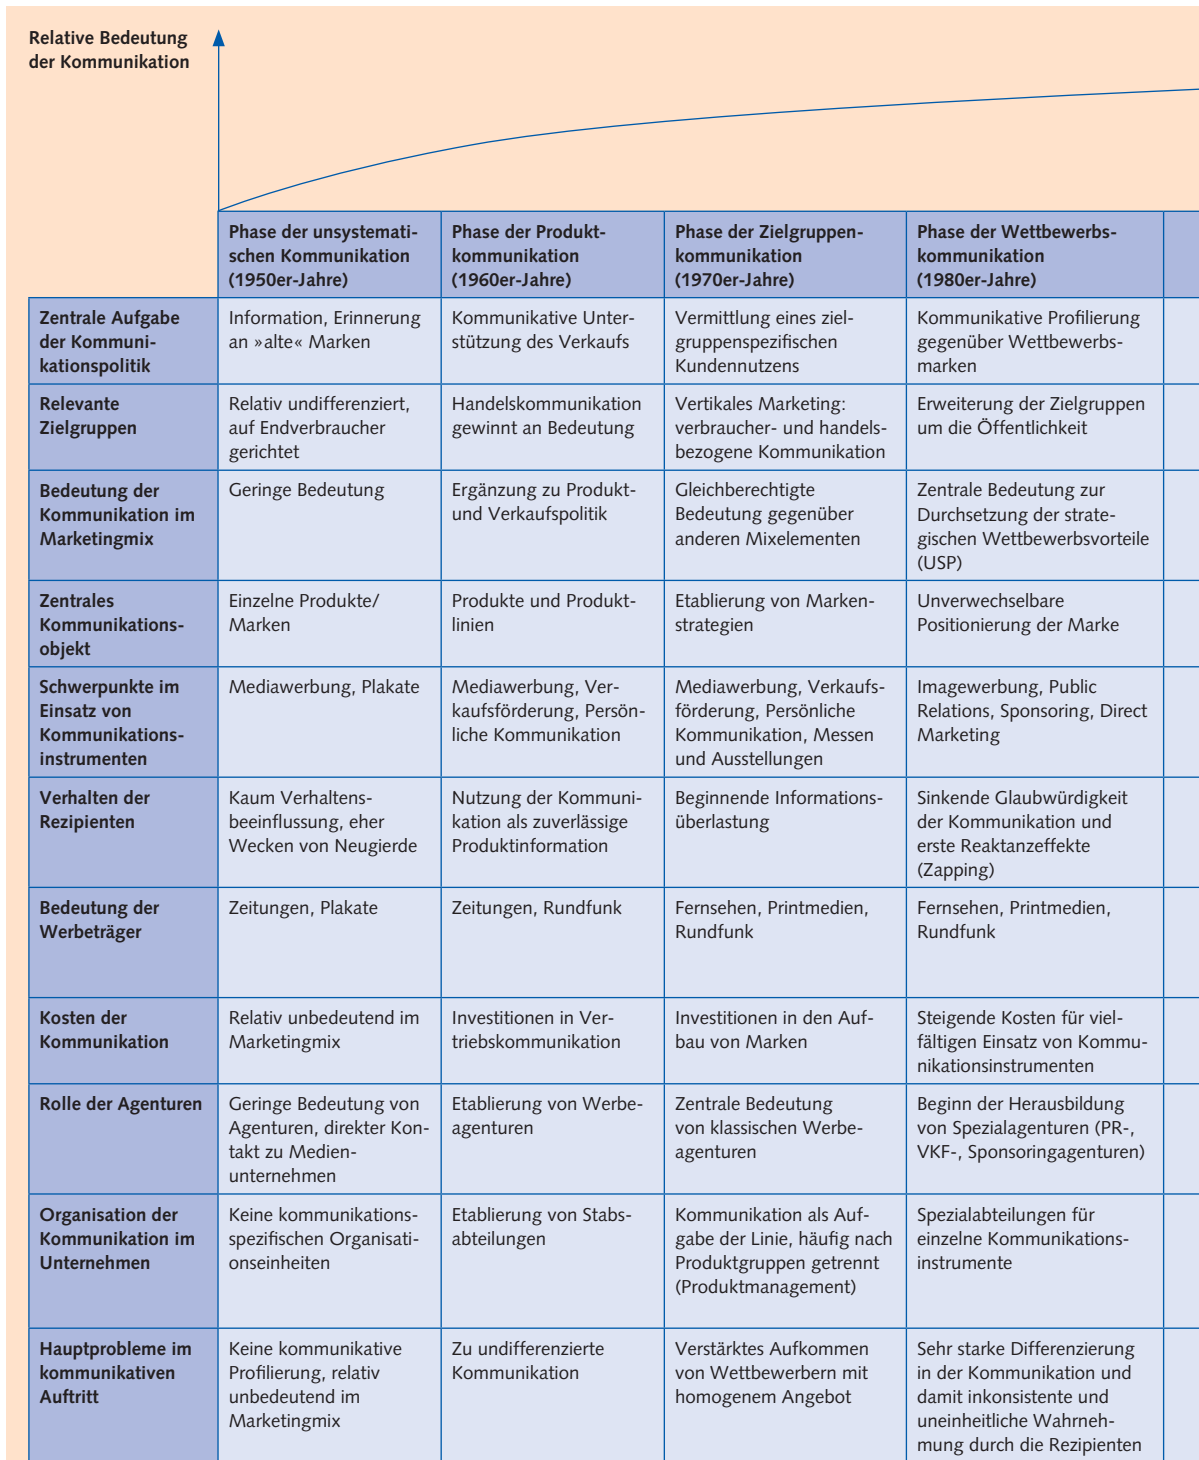 Relative Bedeutung
der Kommunikation
Phase der unsystemati-
schen Kommunikation
(1950er-Jahre)
Phase der Produkt-
kommunikation
(1960er-Jahre)
Phase der Zielgruppen-
kommunikation
(1970er-Jahre)
Phase der Wettbewerbs-
kommunikation
(1980er-Jahre)
Zentrale Aufgabe
der Kommuni-
kationspolitik
Information, Erinnerung
an »alte« Marken
Kommunikative Unter-
stützung des Verkaufs
Vermittlung eines ziel-
gruppenspezifischen
Kundennutzens
Kommunikative Profilierung
gegenüber Wettbewerbs-
marken
Relevante
Zielgruppen
Relativ undifferenziert,
auf Endverbraucher
gerichtet
Handelskommunikation
gewinnt an Bedeutung
Vertikales Marketing:
verbraucher- und handels-
bezogene Kommunikation
Erweiterung der Zielgruppen
um die Öffentlichkeit
Bedeutung der
Kommunikation im
Marketingmix
Geringe Bedeutung
Ergänzung zu Produkt-
und Verkaufspolitik
Gleichberechtigte
Bedeutung gegenüber
anderen Mixelementen
Zentrale Bedeutung zur
Durchsetzung der strate-
gischen Wettbewerbsvorteile
(USP)
Zentrales
Kommunikations-
objekt
Einzelne Produkte/
Marken
Produkte und Produkt-
linien
Etablierung von Marken-
strategien
Unverwechselbare
Positionierung der Marke
Schwerpunkte im
Einsatz von
Kommunikations-
instrumenten
Mediawerbung, Plakate
Mediawerbung, Ver-
kaufsförderung, Persön-
liche Kommunikation
Mediawerbung, Verkaufs-
förderung, Persönliche
Kommunikation, Messen
und Ausstellungen
Imagewerbung, Public
Relations, Sponsoring, Direct
Marketing
Verhalten der
Rezipienten
Kaum Verhaltens-
beeinflussung, eher
Wecken von Neugierde
Nutzung der Kommuni-
kation als zuverlässige
Produktinformation
Beginnende Informations-
überlastung
Sinkende Glaubwürdigkeit
der Kommunikation und
erste Reaktanzeffekte
(Zapping)
Bedeutung der
Werbeträger
Zeitungen, Plakate
Zeitungen, Rundfunk
Fernsehen, Printmedien,
Rundfunk
Fernsehen, Printmedien,
Rundfunk
Kosten der
Kommunikation
Relativ unbedeutend im
Marketingmix
Investitionen in Ver-
triebskommunikation
Investitionen in den Auf-
bau von Marken
Steigende Kosten für viel-
fältigen Einsatz von Kommu-
nikationsinstrumenten
Rolle der Agenturen
Geringe Bedeutung von
Agenturen, direkter Kon-
takt zu Medien-
unternehmen
Etablierung von Werbe-
agenturen
Zentrale Bedeutung
von klassischen Werbe-
agenturen
Beginn der Herausbildung
von Spezialagenturen (PR-,
VKF-, Sponsoringagenturen)
Organisation der
Kommunikation im
Unternehmen
Keine kommunikations-
spezifischen Organisati-
onseinheiten
Etablierung von Stabs-
abteilungen
Kommunikation als Auf-
gabe der Linie, häufig nach
Produktgruppen getrennt
(Produktmanagement)
Spezialabteilungen für
einzelne Kommunikations-
instrumente
Hauptprobleme im
kommunikativen
Auftritt
Keine kommunikative
Profilierung, relativ
unbedeutend im
Marketingmix
Zu undifferenzierte
Kommunikation
Verstärktes Aufkommen
von Wettbewerbern mit
homogenem Angebot
Sehr starke Differenzierung
in der Kommunikation und
damit inkonsistente und
uneinheitliche Wahrneh-
mung durch die Rezipienten